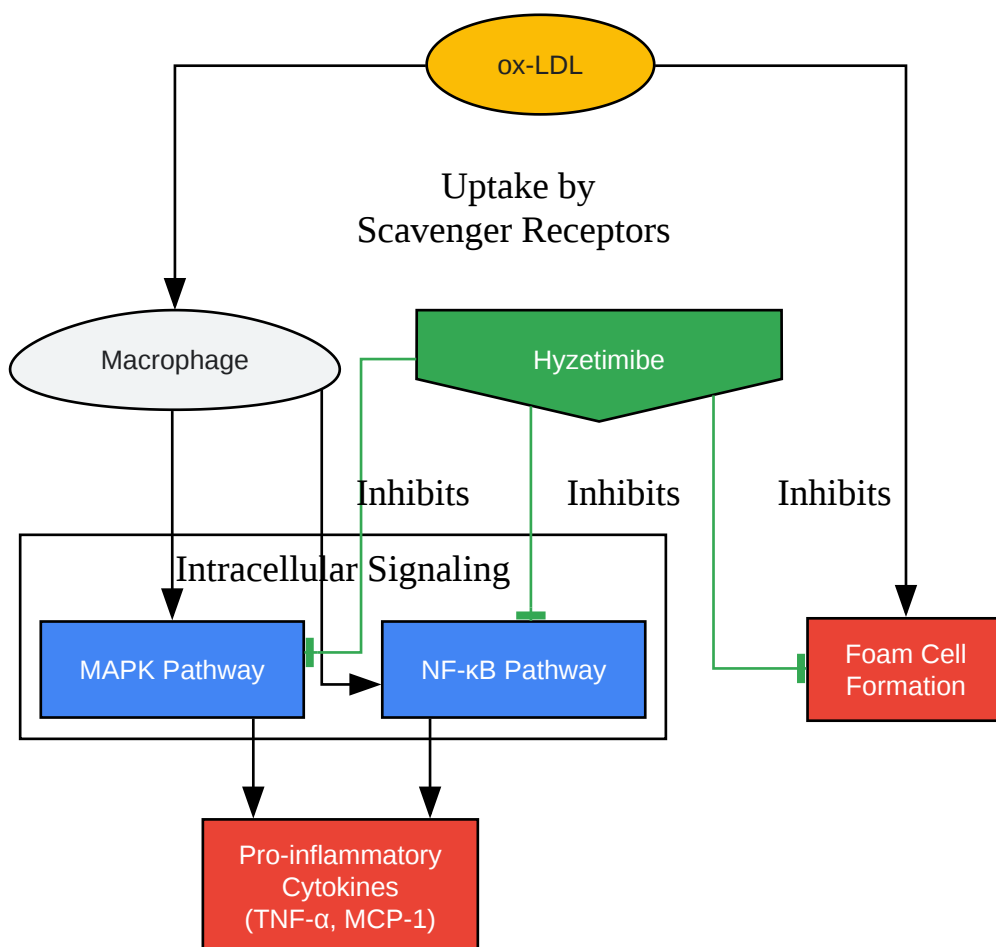 ox-LDL
Uptake by
Scavenger Receptors
Macrophage
Hyzetimibe
Inhibits
Inhibits
Inhibits
Intracellular Signaling
MAPK Pathway
NF-κB Pathway
Foam Cell
Formation
Pro-inflammatory
Cytokines
(TNF-α, MCP-1)